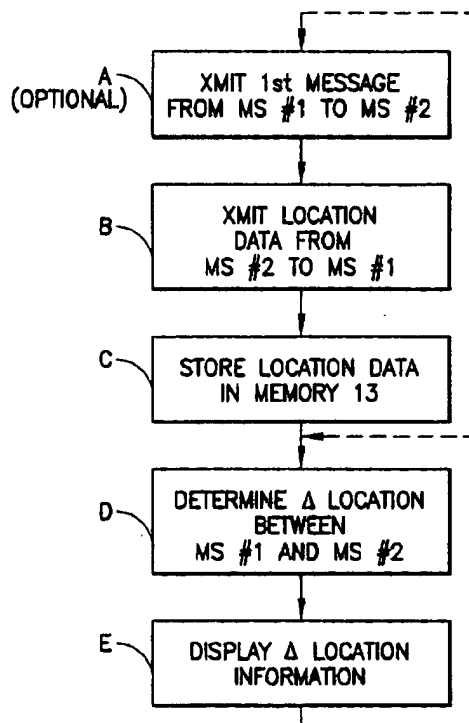 A
(OPTIONAL)
XMIT 1st MESSAGE
FROM MS #1 TO MS #2
B
XMIT LOCATION
DATA FROM
MS #2 TO MS #1
C
STORE LOCATION DATA
IN MEMORY 13
D
DETERMINE Δ LOCATION
BETWEEN
MS #1 AND MS #2
E
DISPLAY Δ LOCATION
INFORMATION